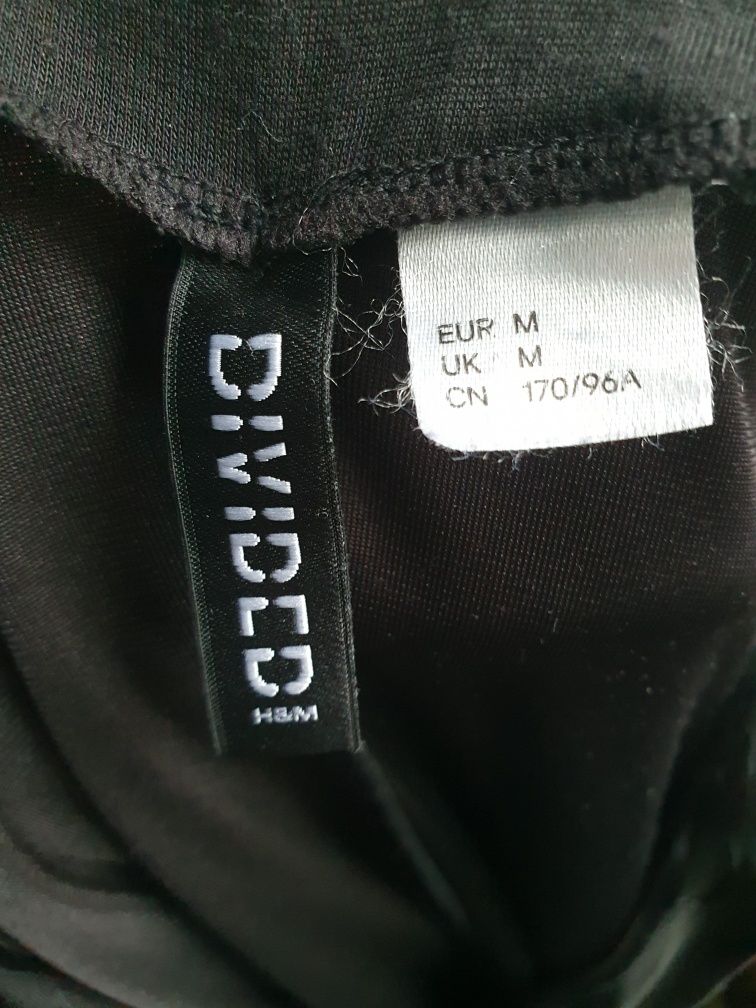 DIVIDED
H&M
EUR M
UK M
CN 170/96A